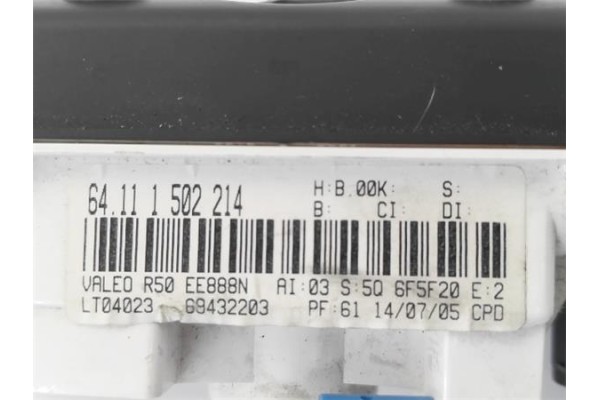 64.11 1 502 214 H:B.00K: S:
B: CI: DI:
VALEO R50 EE888N AI:03 S:50 6F5F20 E:2
LT04023 69432203 PF:61 14/07/05 CPD